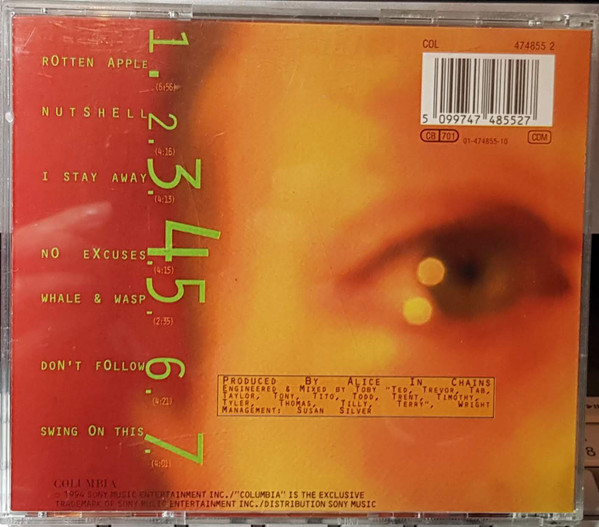 1.
ROTTEN APPLE
(6:56)
2.
NUTSHELL
(4:16)
3.
I STAY AWAY
(4:13)
4.
NO EXCUSES
(4:15)
5.
WHALE & WASP
(2:35)
6.
DON'T FOLLOW
(4:21)
7.
SWING ON THIS
(4:01)
COL 474855 2
5 099747 485527
CB 701 01-474855-10 CDM
PRODUCED BY ALICE IN CHAINS
ENGINEERED & MIXED BY TOBY "TED, TREVOR, TAB,
TAYLOR, TONY, TITO, TODD, TRENT, TIMOTHY,
TYLER, THOMAS, TILLY, TERRY", WRIGHT
MANAGEMENT: SUSAN SILVER
COLUMBIA
© 1994 SONY MUSIC ENTERTAINMENT INC./"COLUMBIA" IS THE EXCLUSIVE
TRADEMARK OF SONY MUSIC ENTERTAINMENT INC./DISTRIBUTION SONY MUSIC